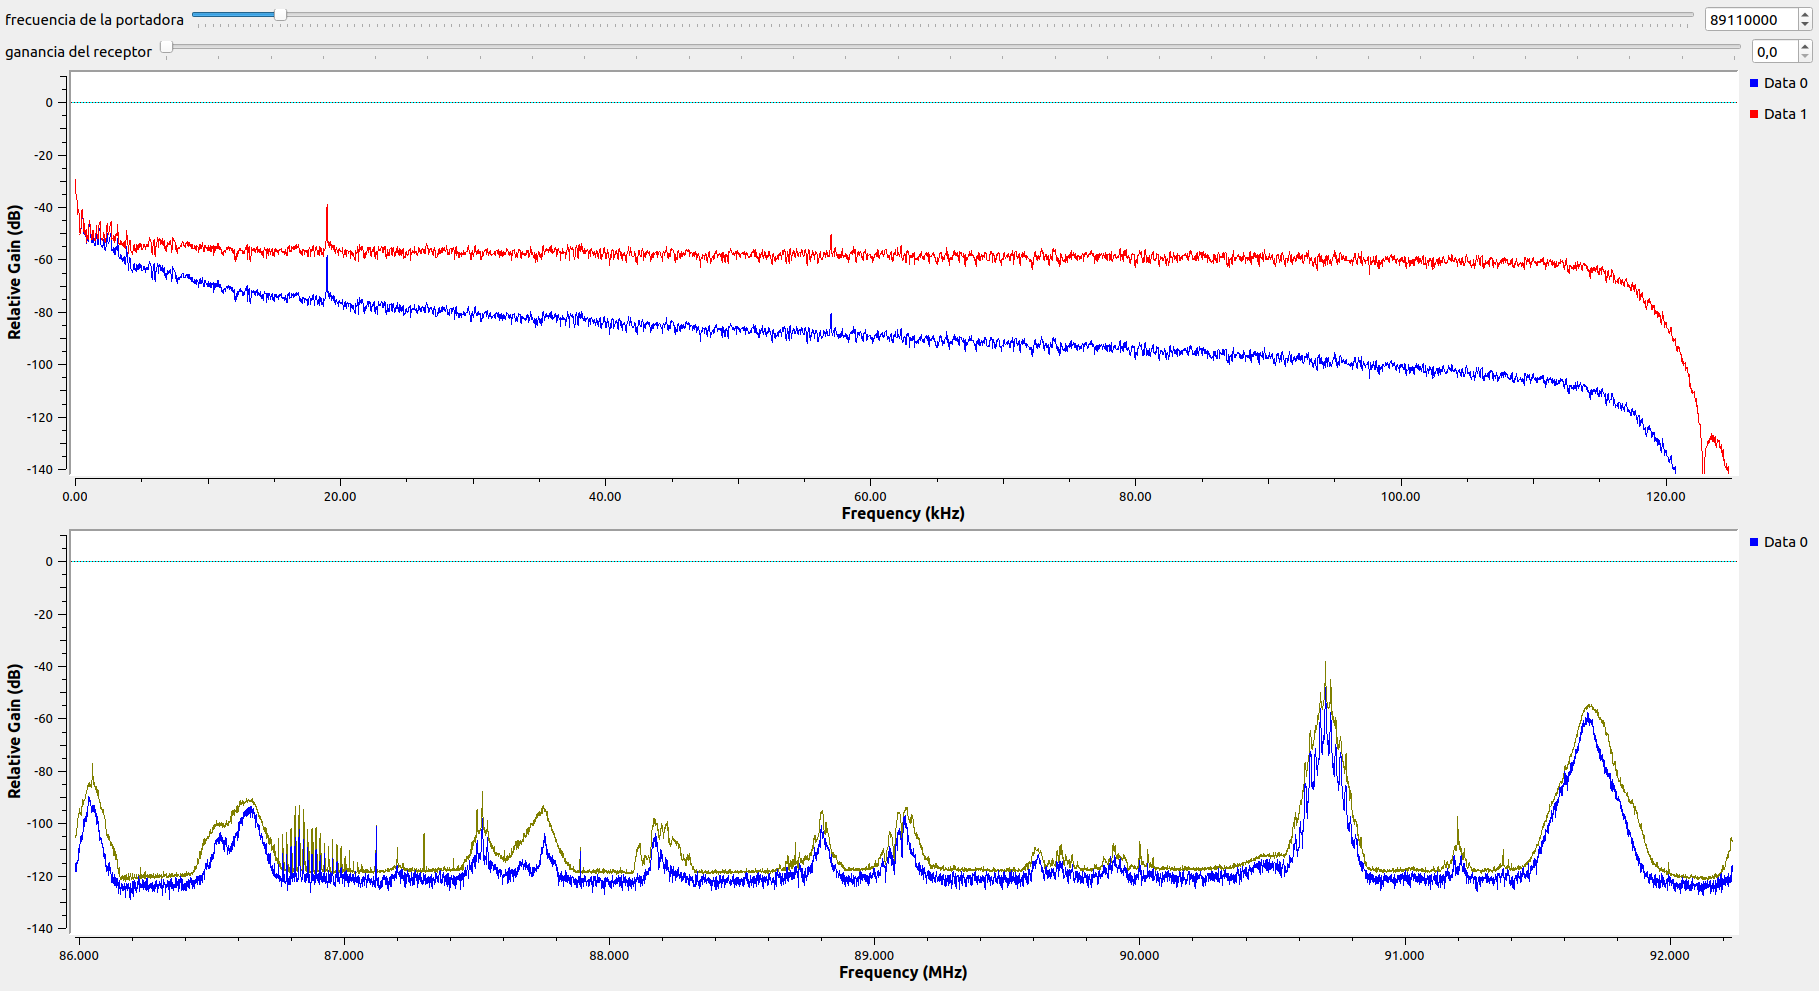 frecuencia de la portadora 89110000
ganancia del receptor 0,0
Data 0
Data 1
Relative Gain (dB)
0
-20
-40
-60
-80
-100
-120
-140
0.00 20.00 40.00 60.00 80.00 100.00 120.00
Frequency (kHz)
Data 0
Relative Gain (dB)
0
-20
-40
-60
-80
-100
-120
-140
86.000 87.000 88.000 89.000 90.000 91.000 92.000
Frequency (MHz)